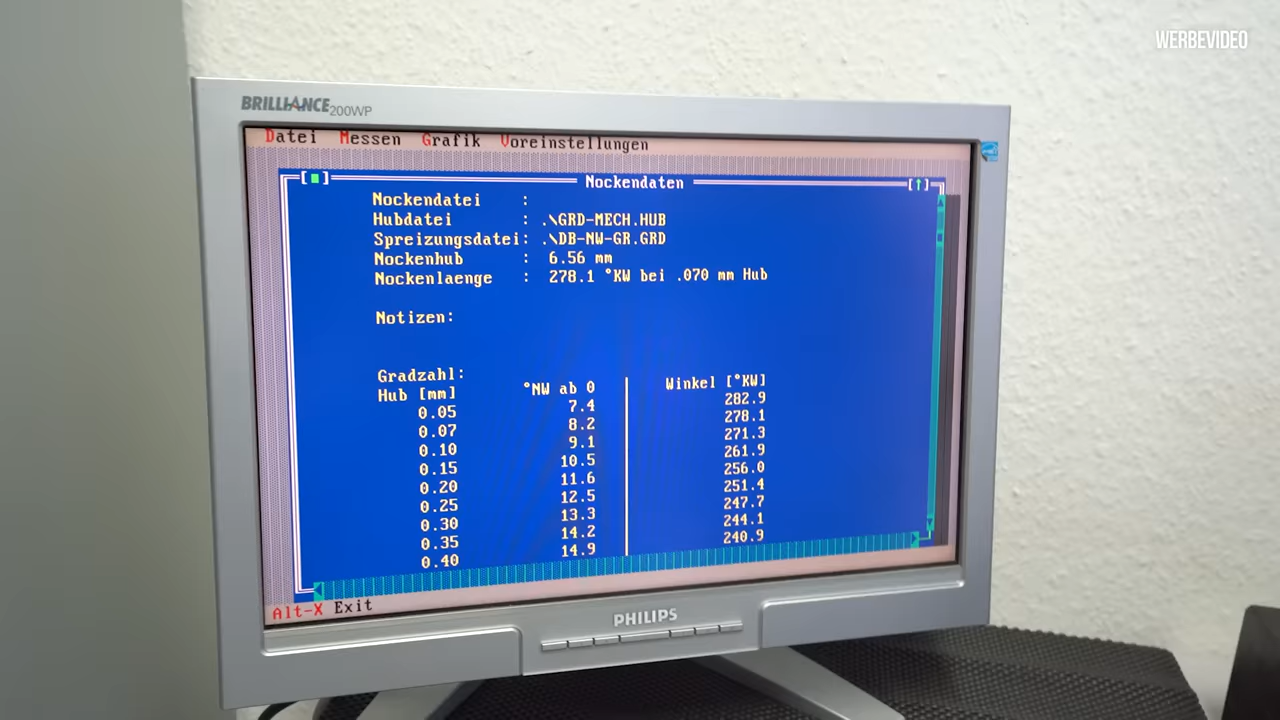 WERBEVIDEO
BRILLIANCE 200WP
Datei Messen Grafik Voreinstellungen
[■] Nockendaten [↑]
Nockendatei :
Hubdatei : .\GRD-MECH.HUB
Spreizungsdatei: .\DB-NW-GR.GRD
Nockenhub : 6.56 mm
Nockenlaenge : 278.1 °KW bei .070 mm Hub
Notizen:
Gradzahl:
Hub [mm] °NW ab 0 Winkel [°KW]
0.05 7.4 282.9
0.07 8.2 278.1
0.10 9.1 271.3
0.15 10.5 261.9
0.20 11.6 256.0
0.25 12.5 251.4
0.30 13.3 247.7
0.35 14.2 244.1
0.40 14.9 240.9
Alt-X Exit
PHILIPS